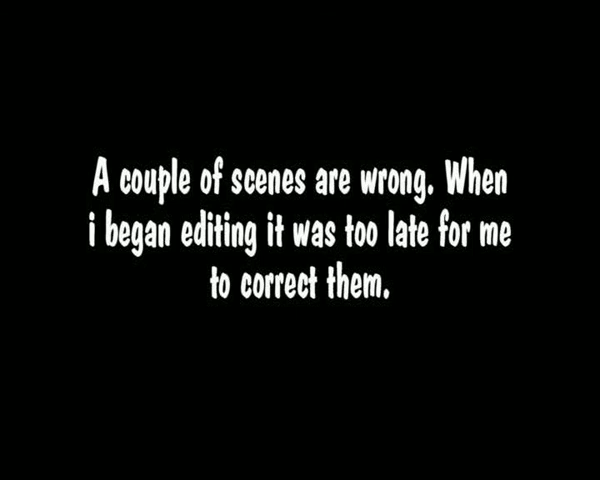 A couple of scenes are wrong. When
i began editing it was too late for me
to correct them.